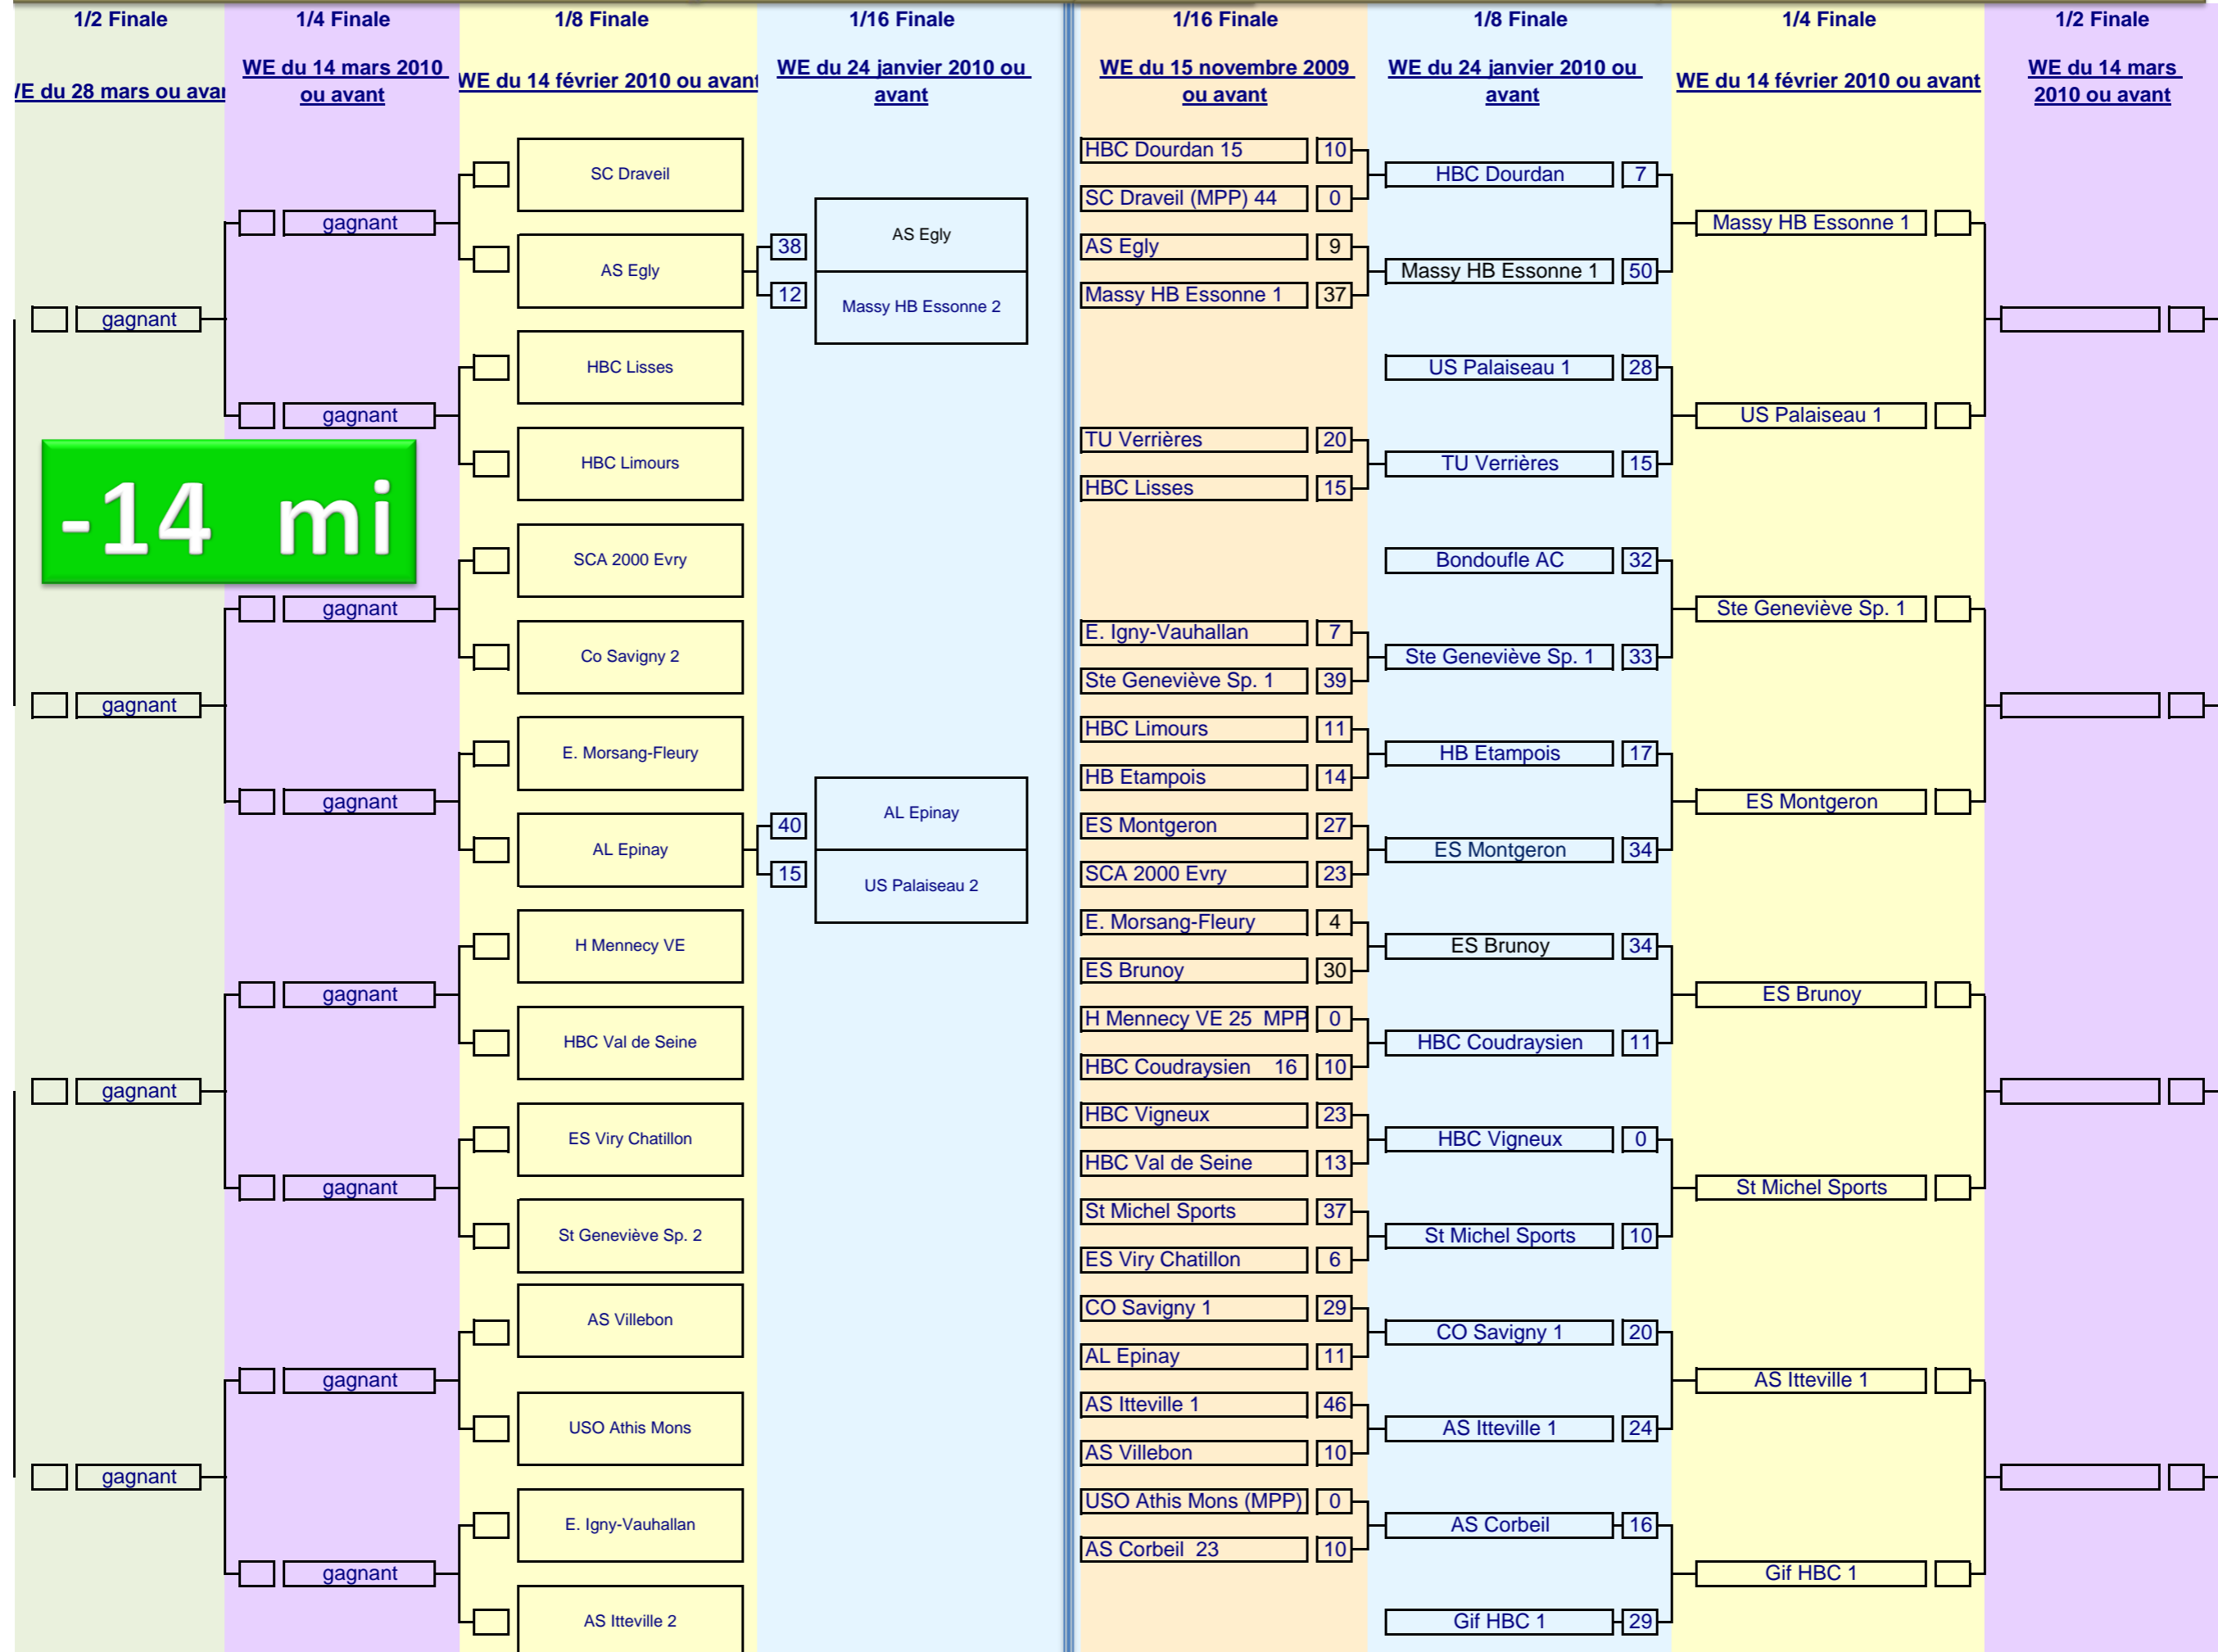 1/2 Finale 1/4 Finale 1/8 Finale 1/16 Finale 1/16 Finale 1/8 Finale 1/4 Finale 1/2 Finale
WE du 14 mars 2010 WE du 24 janvier 2010 ou WE du 15 novembre 2009 WE du 24 janvier 2010 ou WE du 14 mars
du 28 mars ou avan ou avant WE du 14 février 2010 ou avant avant ou avant avant WE du 14 février 2010 ou avant 2010 ou avant
HBC Dourdan 15 10
SC Draveil HBC Dourdan 7
SC Draveil (MPP) 44 0
gagnant Massy HB Essonne 1
AS Egly
38 AS Egly 9
AS Egly Massy HB Essonne 1 50
12 Massy HB Essonne 2 Massy HB Essonne 1 37
gagnant
HBC Lisses US Palaiseau 1 28
gagnant US Palaiseau 1
TU Verrières 20
HBC Limours TU Verrières 15
HBC Lisses 15
-14 mi
SCA 2000 Evry Bondoufle AC 32
gagnant Ste Geneviève Sp. 1
E. Igny-Vauhallan 7
Co Savigny 2 Ste Geneviève Sp. 1 33
Ste Geneviève Sp. 1 39
gagnant
HBC Limours 11
E. Morsang-Fleury HB Etampois 17
HB Etampois 14
gagnant ES Montgeron
AL Epinay
40 ES Montgeron 27
AL Epinay ES Montgeron 34
15 US Palaiseau 2 SCA 2000 Evry 23
E. Morsang-Fleury 4
H Mennecy VE ES Brunoy 34
ES Brunoy 30
gagnant ES Brunoy
H Mennecy VE 25 MPP 0
HBC Val de Seine HBC Coudraysien 11
HBC Coudraysien 16 10
gagnant
HBC Vigneux 23
ES Viry Chatillon HBC Vigneux 0
HBC Val de Seine 13
gagnant St Michel Sports
St Michel Sports 37
St Geneviève Sp. 2 St Michel Sports 10
ES Viry Chatillon 6
CO Savigny 1 29
AS Villebon CO Savigny 1 20
AL Epinay 11
gagnant AS Itteville 1
AS Itteville 1 46
USO Athis Mons AS Itteville 1 24
AS Villebon 10
gagnant
USO Athis Mons (MPP) 0
E. Igny-Vauhallan AS Corbeil 16
AS Corbeil 23 10
gagnant Gif HBC 1
AS Itteville 2 Gif HBC 1 29